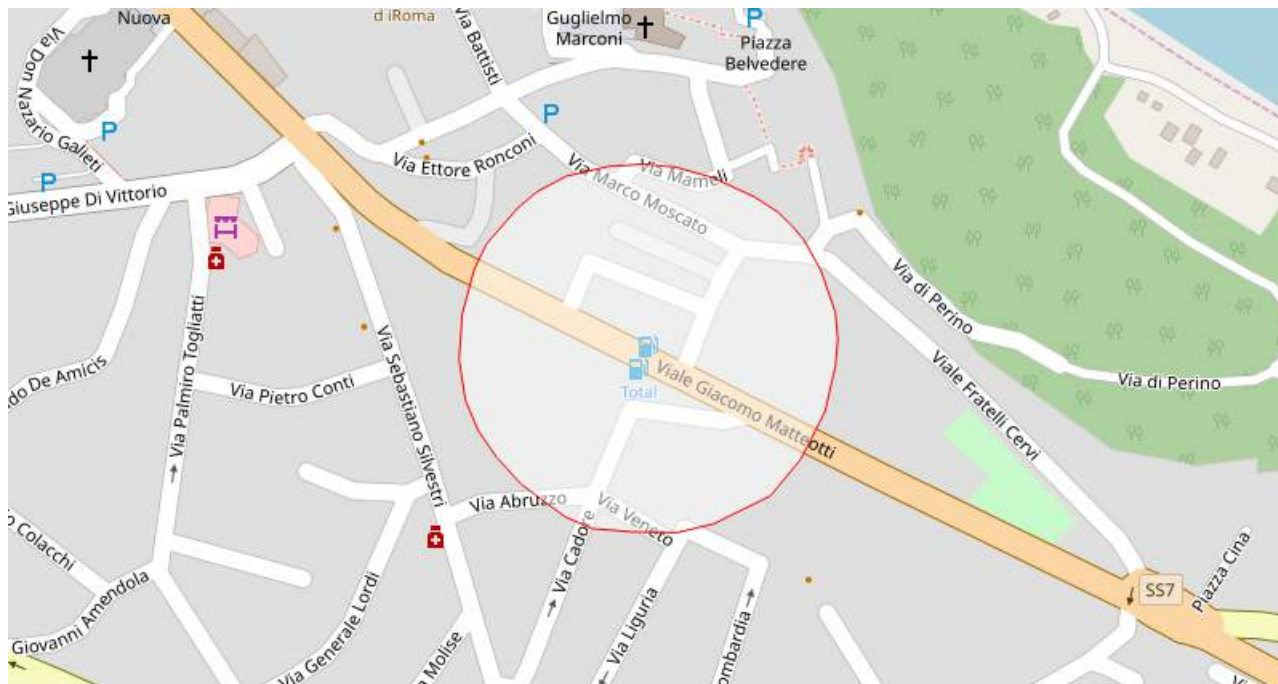 Nuova
d iRoma
Guglielmo
Marconi
Piazza
Belvedere
Via Don Nazario Galieti
Via Battisti
Via Ettore Ronconi
Via Mameli
Via Marco Moscato
Giuseppe Di Vittorio
Via di Perino
Via di Perino
Viale Fratelli Cervi
Via Palmiro Togliatti
Via Sebastiano Silvestri
do De Amicis
Via Pietro Conti
Total
Viale Giacomo Matteotti
Via Abruzzo
Via Veneto
Via Cadore
Via Liguria
ombardia
o Colacchi
Giovanni Amendola
Via Generale Lordi
a Molise
SS7
Piazza Cina
P
P
P
P